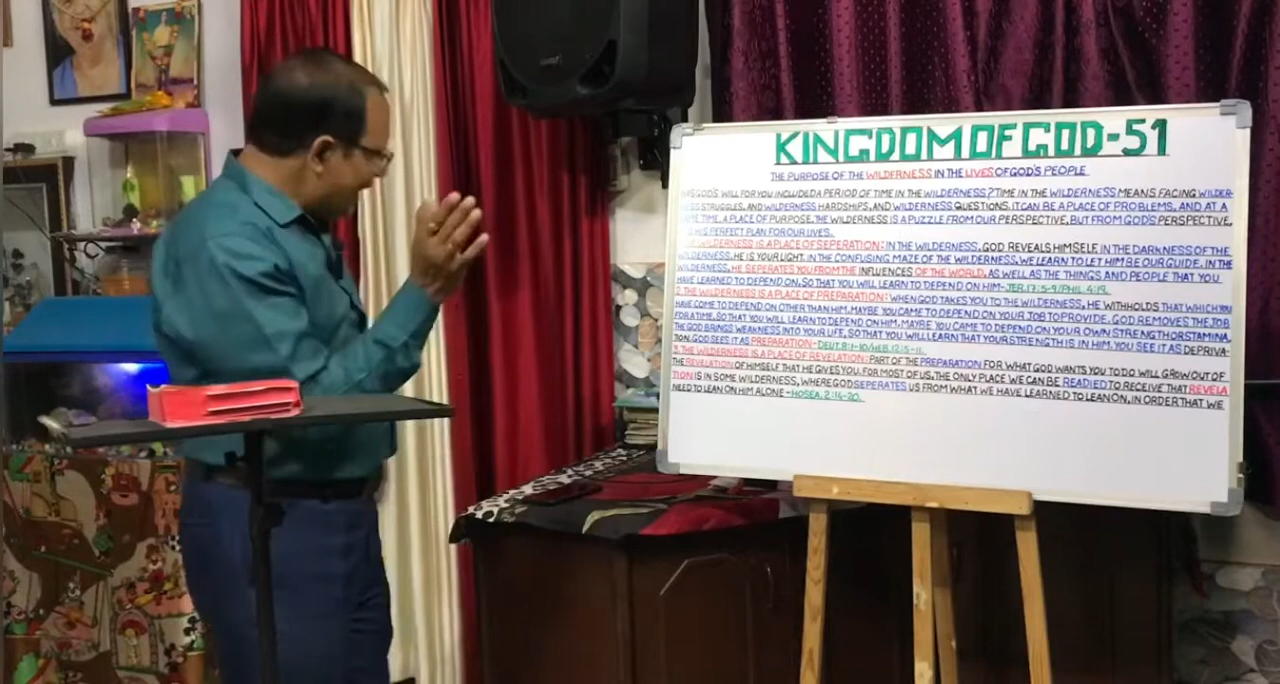 KINGDOM OF GOD-51
THE PURPOSE OF THE WILDERNESS IN THE LIVES OF GOD'S PEOPLE
HAS GOD'S WILL FOR YOU INCLUDED A PERIOD OF TIME IN THE WILDERNESS? TIME IN THE WILDERNESS MEANS FACING WILDER-
STRUGGLES, AND WILDERNESS HARDSHIPS, AND WILDERNESS QUESTIONS. IT CAN BE A PLACE OF PROBLEMS, AND AT A
TIME, A PLACE OF PURPOSE. THE WILDERNESS IS A PUZZLE FROM OUR PERSPECTIVE, BUT FROM GOD'S PERSPECTIVE,
HIS PERFECT PLAN FOR OUR LIVES.
THE WILDERNESS IS A PLACE OF SEPERATION: IN THE WILDERNESS, GOD REVEALS HIMSELF IN THE DARKNESS OF THE
WILDERNESS. HE IS YOUR LIGHT. IN THE CONFUSING MAZE OF THE WILDERNESS, WE LEARN TO LET HIM BE OUR GUIDE. IN THE
WILDERNESS, HE SEPERATES YOU FROM THE INFLUENCES OF THE WORLD, AS WELL AS THE THINGS AND PEOPLE THAT YOU
HAVE LEARNED TO DEPEND ON, SO THAT YOU WILL LEARN TO DEPEND ON HIM-JER.17:5-9/PHIL.4:19.
2. THE WILDERNESS IS A PLACE OF PREPARATION: WHEN GOD TAKES YOU TO THE WILDERNESS, HE WITHHOLDS THAT WHICH YOU
HAVE COME TO DEPEND ON OTHER THAN HIM. MAYBE YOU CAME TO DEPEND ON YOUR JOB TO PROVIDE. GOD REMOVES THE JOB
FOR A TIME, SO THAT YOU WILL LEARN TO DEPEND ON HIM. MAYBE YOU CAME TO DEPEND ON YOUR OWN STRENGTH OR STAMINA,
THE GOD BRINGS WEAKNESS INTO YOUR LIFE, SO THAT YOU WILL LEARN THAT YOUR STRENGTH IS IN HIM. YOU SEE IT AS DEPRIVA-
TION. GOD SEES IT AS PREPARATION-DEUT.8:1-10/HEB.12:5-11.
3. THE WILDERNESS IS A PLACE OF REVELATION: PART OF THE PREPARATION FOR WHAT GOD WANTS YOU TO DO WILL GROW OUT OF
THE REVELATION OF HIMSELF THAT HE GIVES YOU. FOR MOST OF US, THE ONLY PLACE WE CAN BE READIED TO RECEIVE THAT REVELA
TION IS IN SOME WILDERNESS, WHERE GOD SEPERATES US FROM WHAT WE HAVE LEARNED TO LEAN ON, IN ORDER THAT WE
NEED TO LEAN ON HIM ALONE-HOSEA.2:14-20.